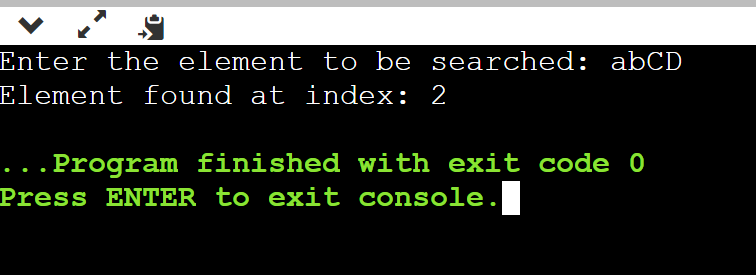 Enter the element to be searched: abCD
Element found at index: 2
...Program finished with exit code 0
Press ENTER to exit console.